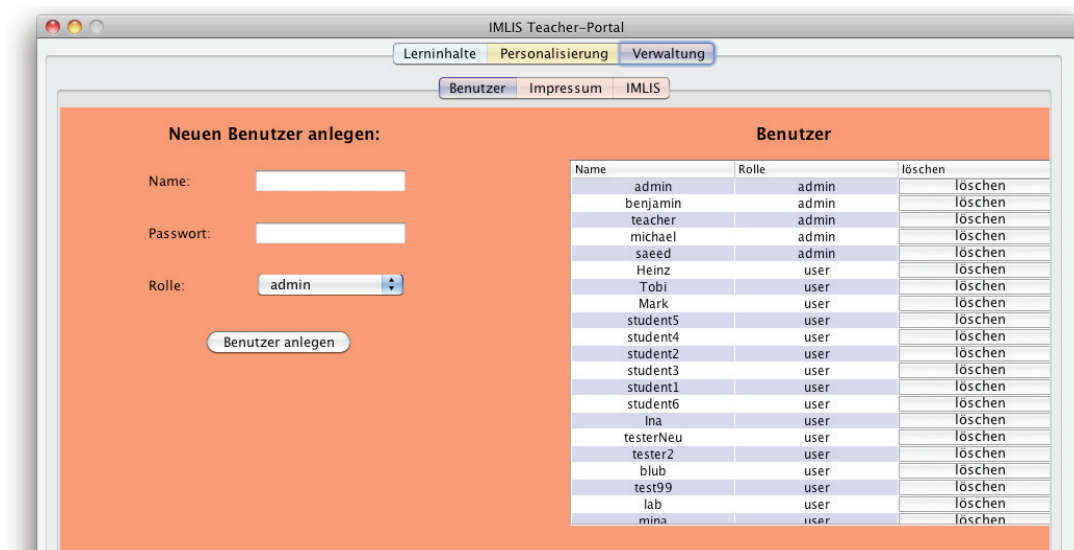 IMLIS Teacher-Portal
Lerninhalte Personalisierung Verwaltung
Benutzer Impressum IMLIS
Neuen Benutzer anlegen:
Name:
Passwort:
Rolle: admin
Benutzer anlegen
Benutzer
Name Rolle löschen
admin admin löschen
benjamin admin löschen
teacher admin löschen
michael admin löschen
saeed admin löschen
Heinz user löschen
Tobi user löschen
Mark user löschen
student5 user löschen
student4 user löschen
student2 user löschen
student3 user löschen
student1 user löschen
student6 user löschen
Ina user löschen
testerNeu user löschen
tester2 user löschen
blub user löschen
test99 user löschen
lab user löschen
mina user löschen